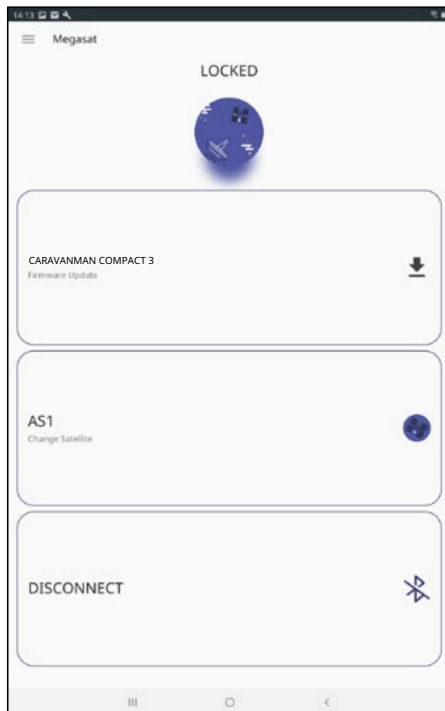 14:13
Megasat
LOCKED
CARAVANMAN COMPACT 3
Firmware Update
AS1
Change Satellite
DISCONNECT